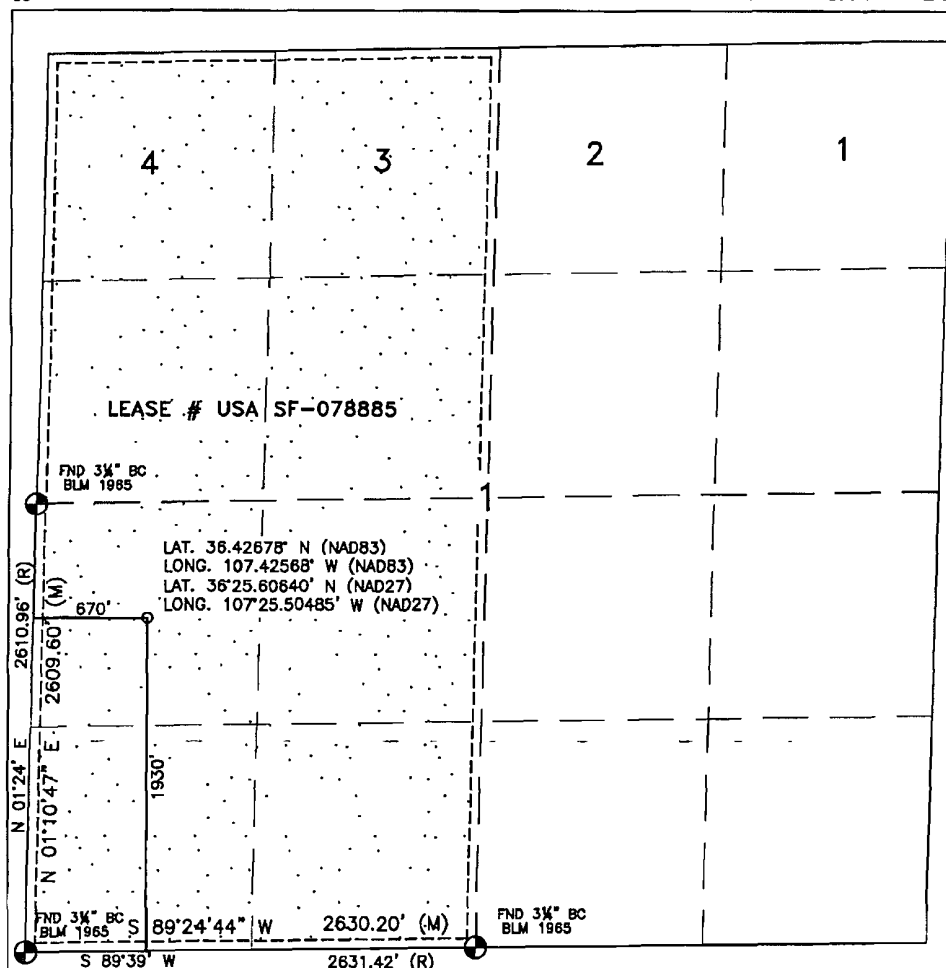 4 3 2 1
LEASE # USA SF-078885
FND 3¼" BC
BLM 1965
1
LAT. 36.42678° N (NAD83)
LONG. 107.42568° W (NAD83)
LAT. 36°25.60640' N (NAD27)
LONG. 107°25.50485' W (NAD27)
670'
1930'
N 01°24' E 2610.96' (R)
N 01°10'47" E 2609.60' (M)
FND 3¼" BC
BLM 1965
S 89°24'44" W 2630.20' (M)
FND 3¼" BC
BLM 1965
S 89°39' W 2631.42' (R)